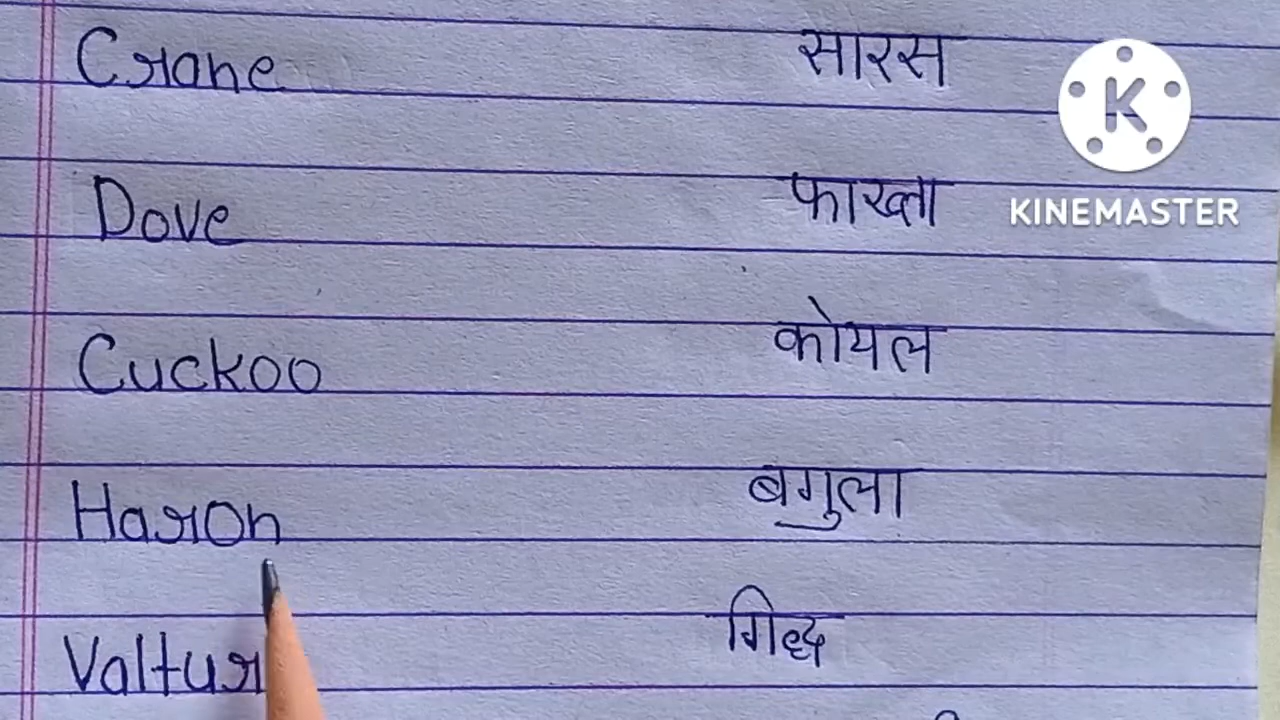 Crane सारस
Dove फाख्ता
Cuckoo कोयल
Haron बगुला
Valtur गिद्ध
K
KINEMASTER